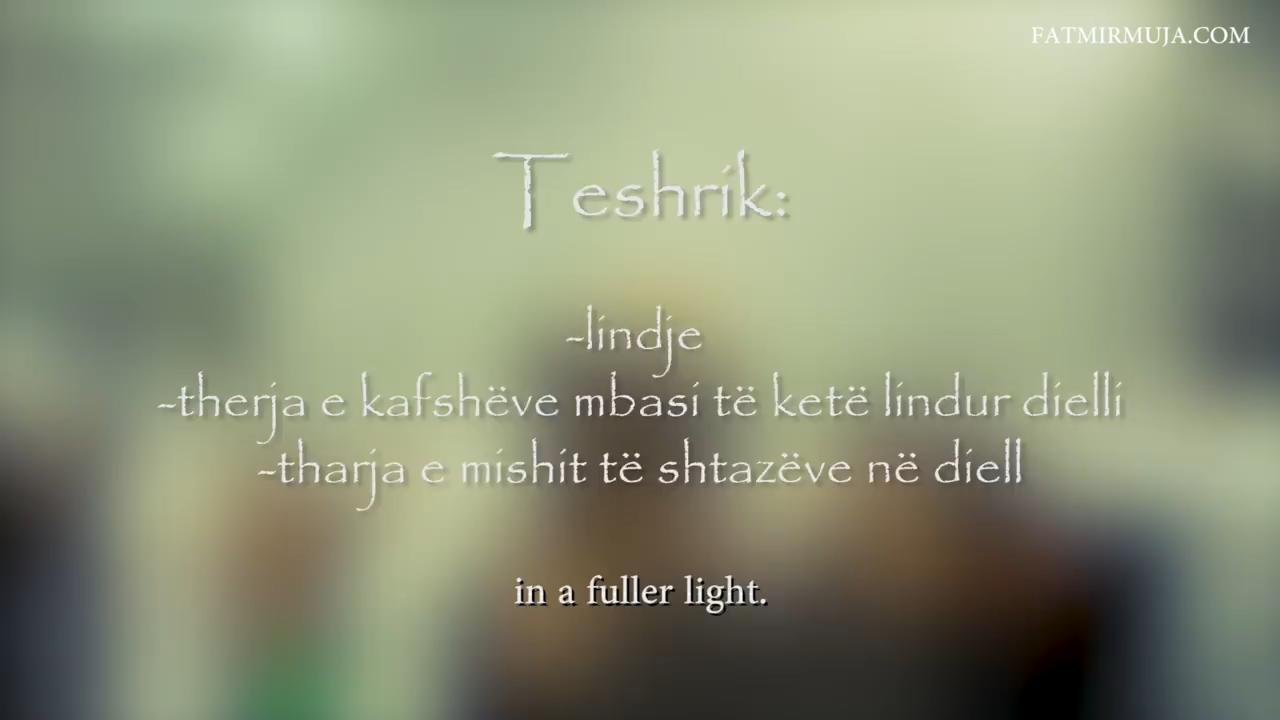 FATMIRMUJA.COM
Teshrik:
-lindje
-therja e kafshëve mbasi të ketë lindur dielli
-tharja e mishit të shtazëve në diell
in a fuller light.